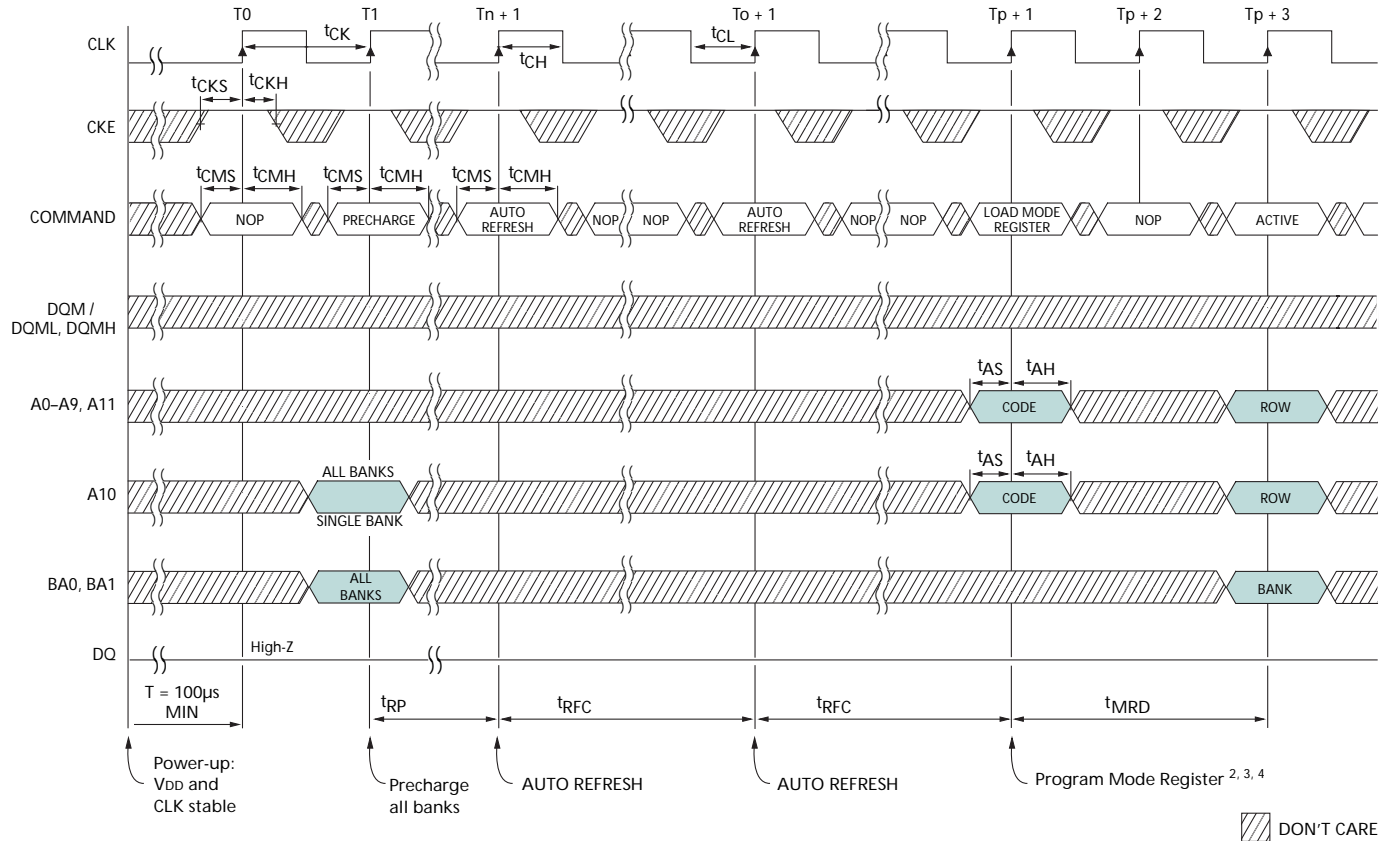 T0 T1 Tn + 1 To + 1 Tp + 1 Tp + 2 Tp + 3
CLK
tCK
tCH
tCL
tCKS tCKH
CKE
tCMS tCMH tCMS tCMH tCMS tCMH
COMMAND
NOP PRECHARGE AUTO REFRESH NOP NOP AUTO REFRESH NOP NOP LOAD MODE REGISTER NOP ACTIVE
DQM /
DQML, DQMH
tAS tAH
A0–A9, A11 CODE ROW
ALL BANKS tAS tAH
A10 CODE ROW
SINGLE BANK
BA0, BA1 ALL BANKS BANK
DQ High-Z
T = 100µs
MIN
tRP tRFC tRFC tMRD
Power-up:
VDD and
CLK stable
Precharge
all banks
AUTO REFRESH
AUTO REFRESH
Program Mode Register 2, 3, 4
DON'T CARE